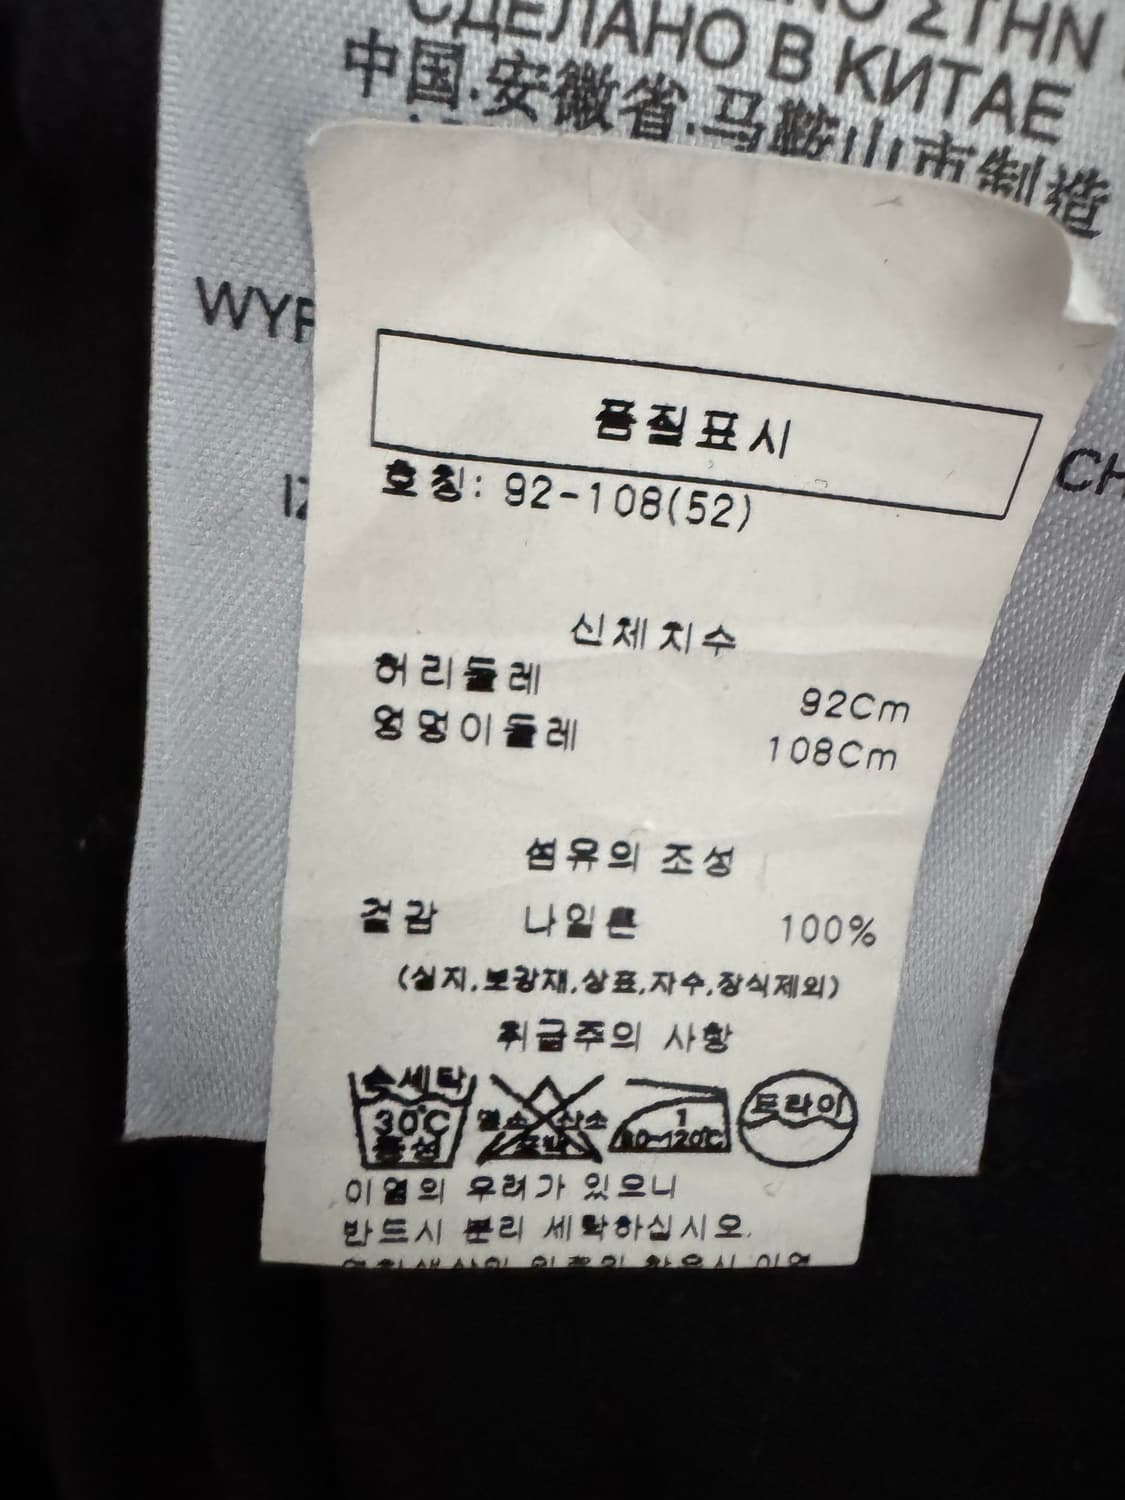 ΣΤΗΝ
СДЕЛАНО В КИТАЕ
中国.安徽省.马鞍山市制造
WYP
CH
품질표시
호칭: 92-108(52)
신체치수
허리둘레 92Cm
엉덩이둘레 108Cm
섬유의 조성
겉감 나일론 100%
(심지,보강재,상표,자수,장식제외)
취급주의 사항
손세탁 30℃ 중성
염소 산소 표백
1 80~120℃
드라이
이염의 우려가 있으니
반드시 분리 세탁하십시오.